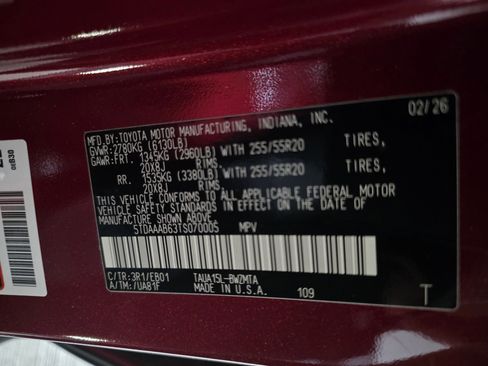 MFD.BY:TOYOTA MOTOR MANUFACTURING, INDIANA, INC. 02/26
GVWR:2780KG (6130LB)
GAWR:FRT. 1345KG (2960LB) WITH 255/55R20 TIRES,
20X8J RIMS,
RR. 1535KG (3380LB) WITH 255/55R20 TIRES,
20X8J RIMS,
THIS VEHICLE CONFORMS TO ALL APPLICABLE FEDERAL MOTOR
VEHICLE SAFETY STANDARDS IN EFFECT ON THE DATE OF
MANUFACTURE SHOWN ABOVE.
5TDAAAB63TS070005 MPV
C/TR:3R1/EB01 TAUA15L-BWZMTA
A/TM:/UA81F MADE IN U.S.A. 109 T
0EB30